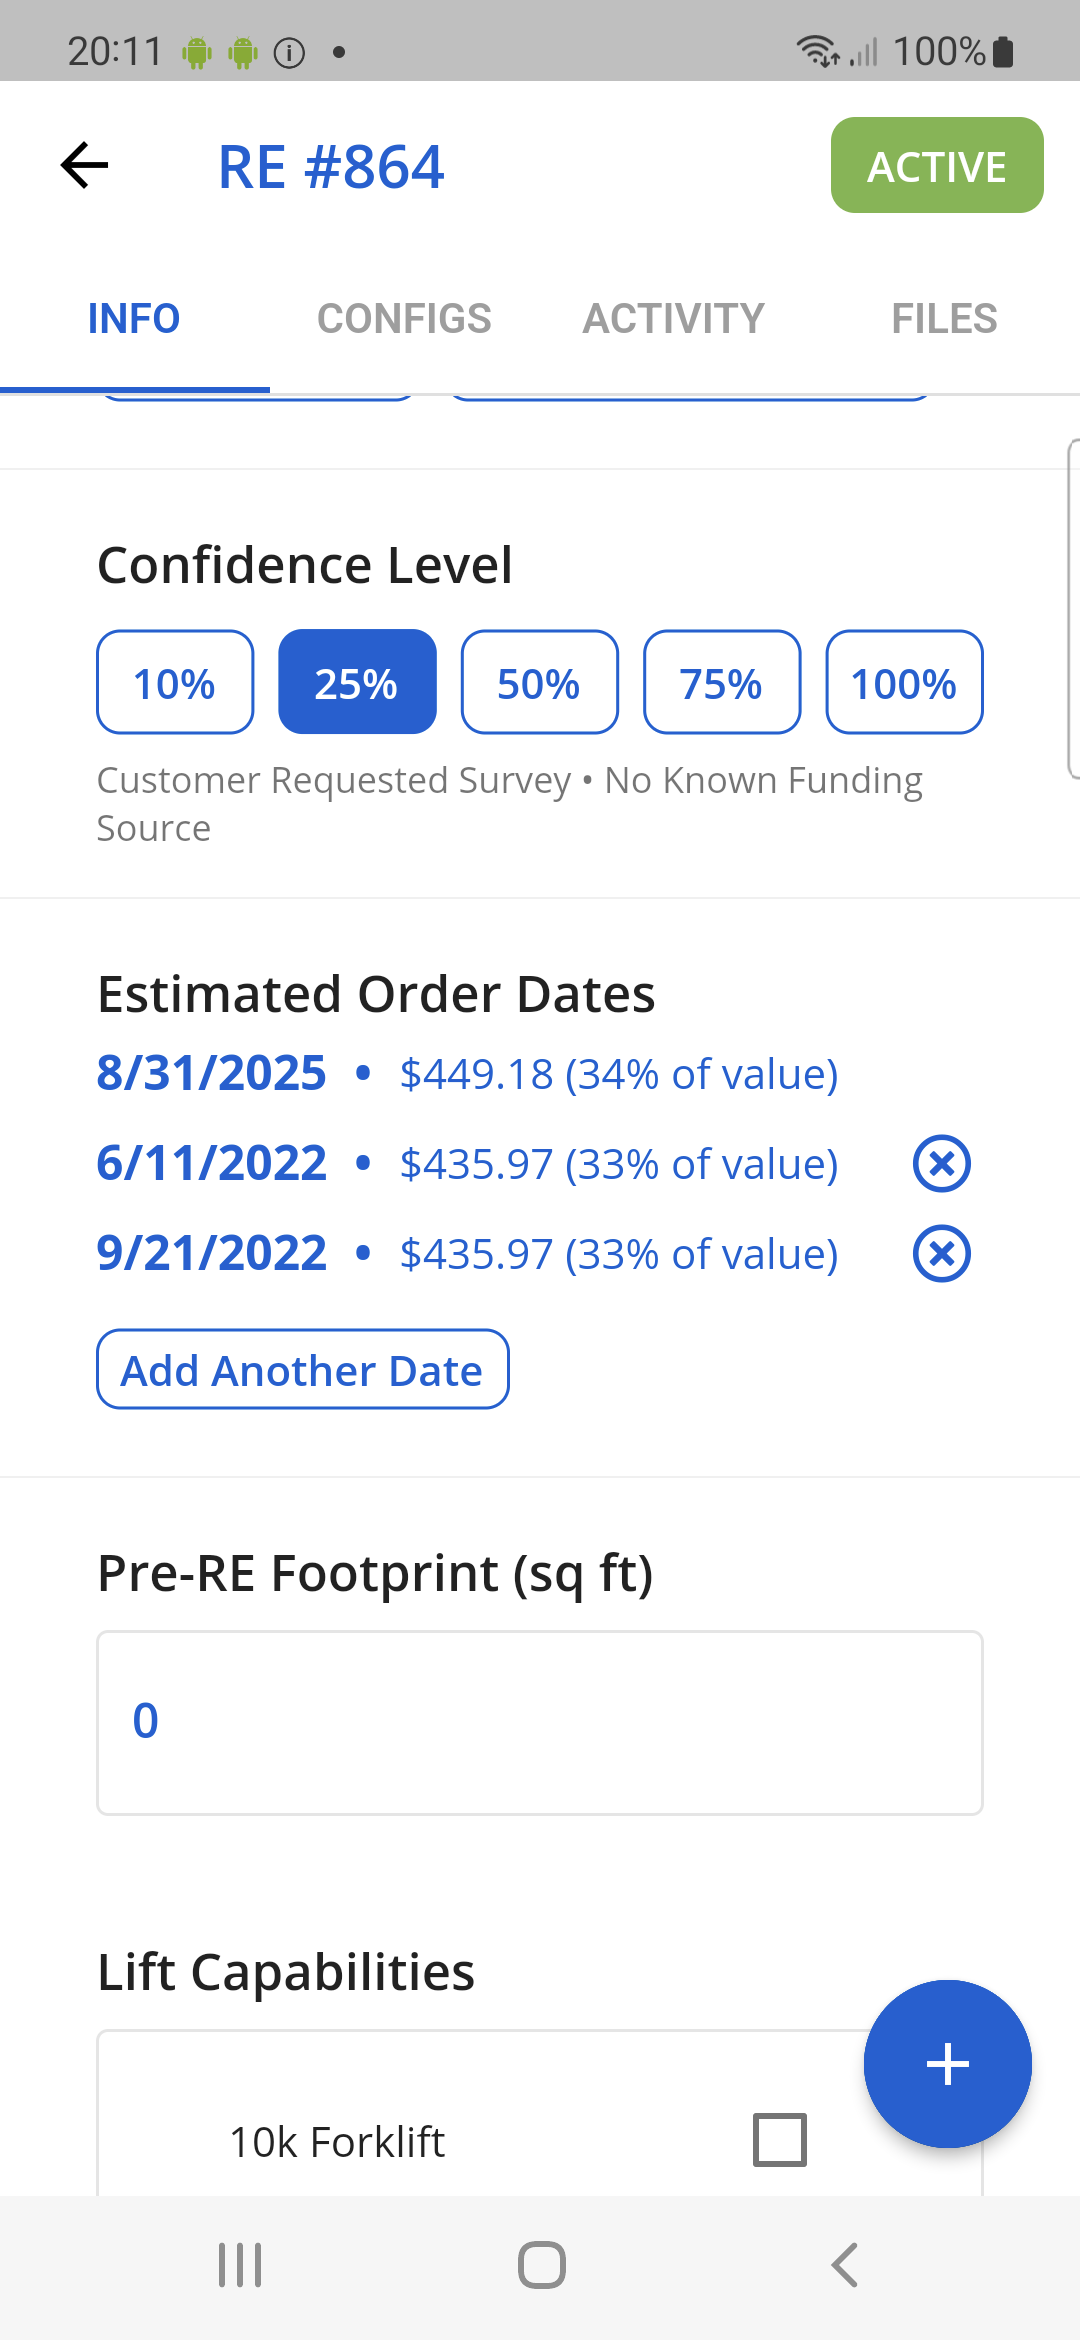 20:11
100%
RE #864
ACTIVE
INFO
CONFIGS
ACTIVITY
FILES
Confidence Level
10%
25%
50%
75%
100%
Customer Requested Survey • No Known Funding
Source
Estimated Order Dates
8/31/2025 • $449.18 (34% of value)
6/11/2022 • $435.97 (33% of value)
9/21/2022 • $435.97 (33% of value)
Add Another Date
Pre-RE Footprint (sq ft)
0
Lift Capabilities
10k Forklift